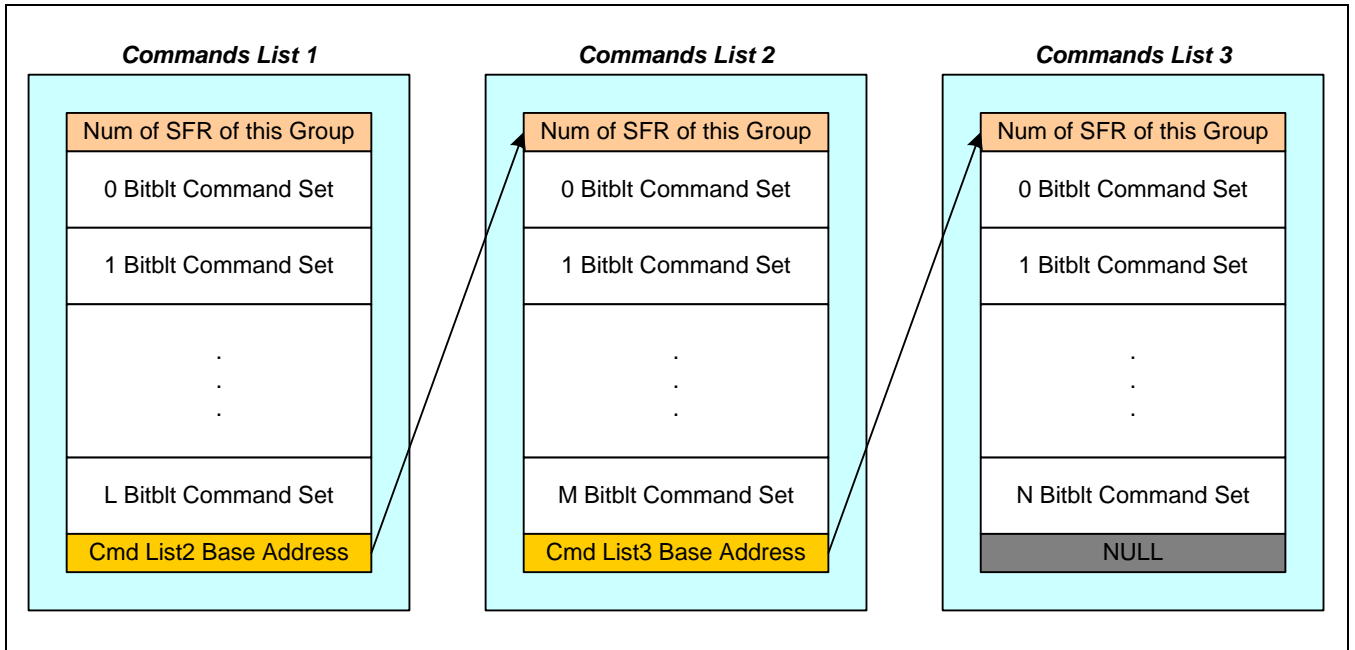 Commands List 1
Num of SFR of this Group
0 Bitblt Command Set
1 Bitblt Command Set
.
.
.
L Bitblt Command Set
Cmd List2 Base Address
Commands List 2
Num of SFR of this Group
0 Bitblt Command Set
1 Bitblt Command Set
.
.
.
M Bitblt Command Set
Cmd List3 Base Address
Commands List 3
Num of SFR of this Group
0 Bitblt Command Set
1 Bitblt Command Set
.
.
.
N Bitblt Command Set
NULL